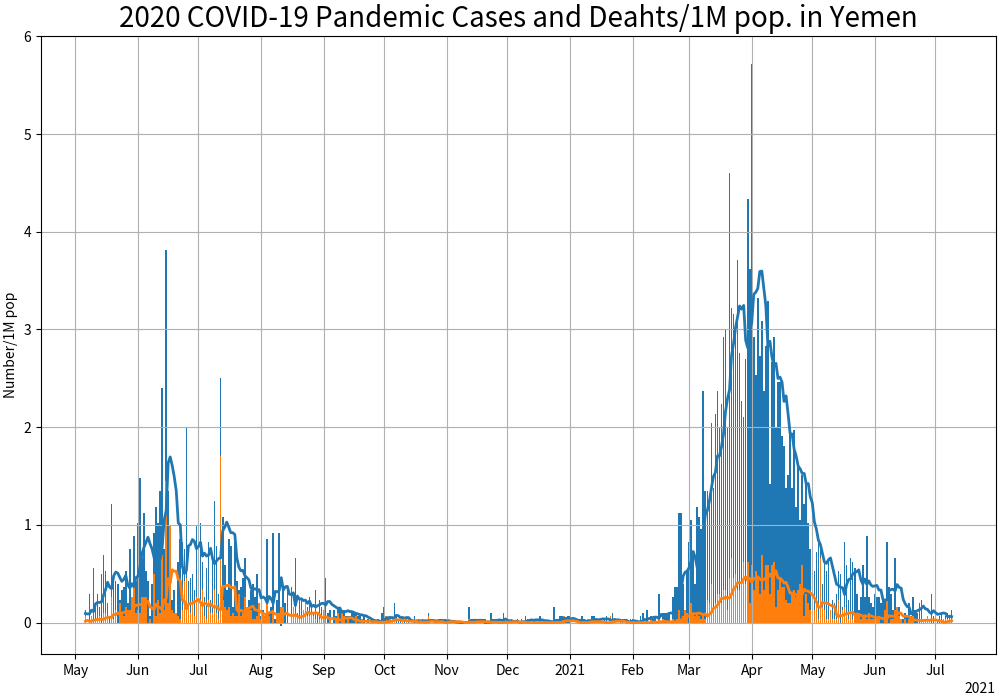 2020 COVID-19 Pandemic Cases and Deahts/1M pop. in Yemen
Number/1M pop
6
5
4
3
2
1
0
May Jun Jul Aug Sep Oct Nov Dec 2021 Feb Mar Apr May Jun Jul
2021